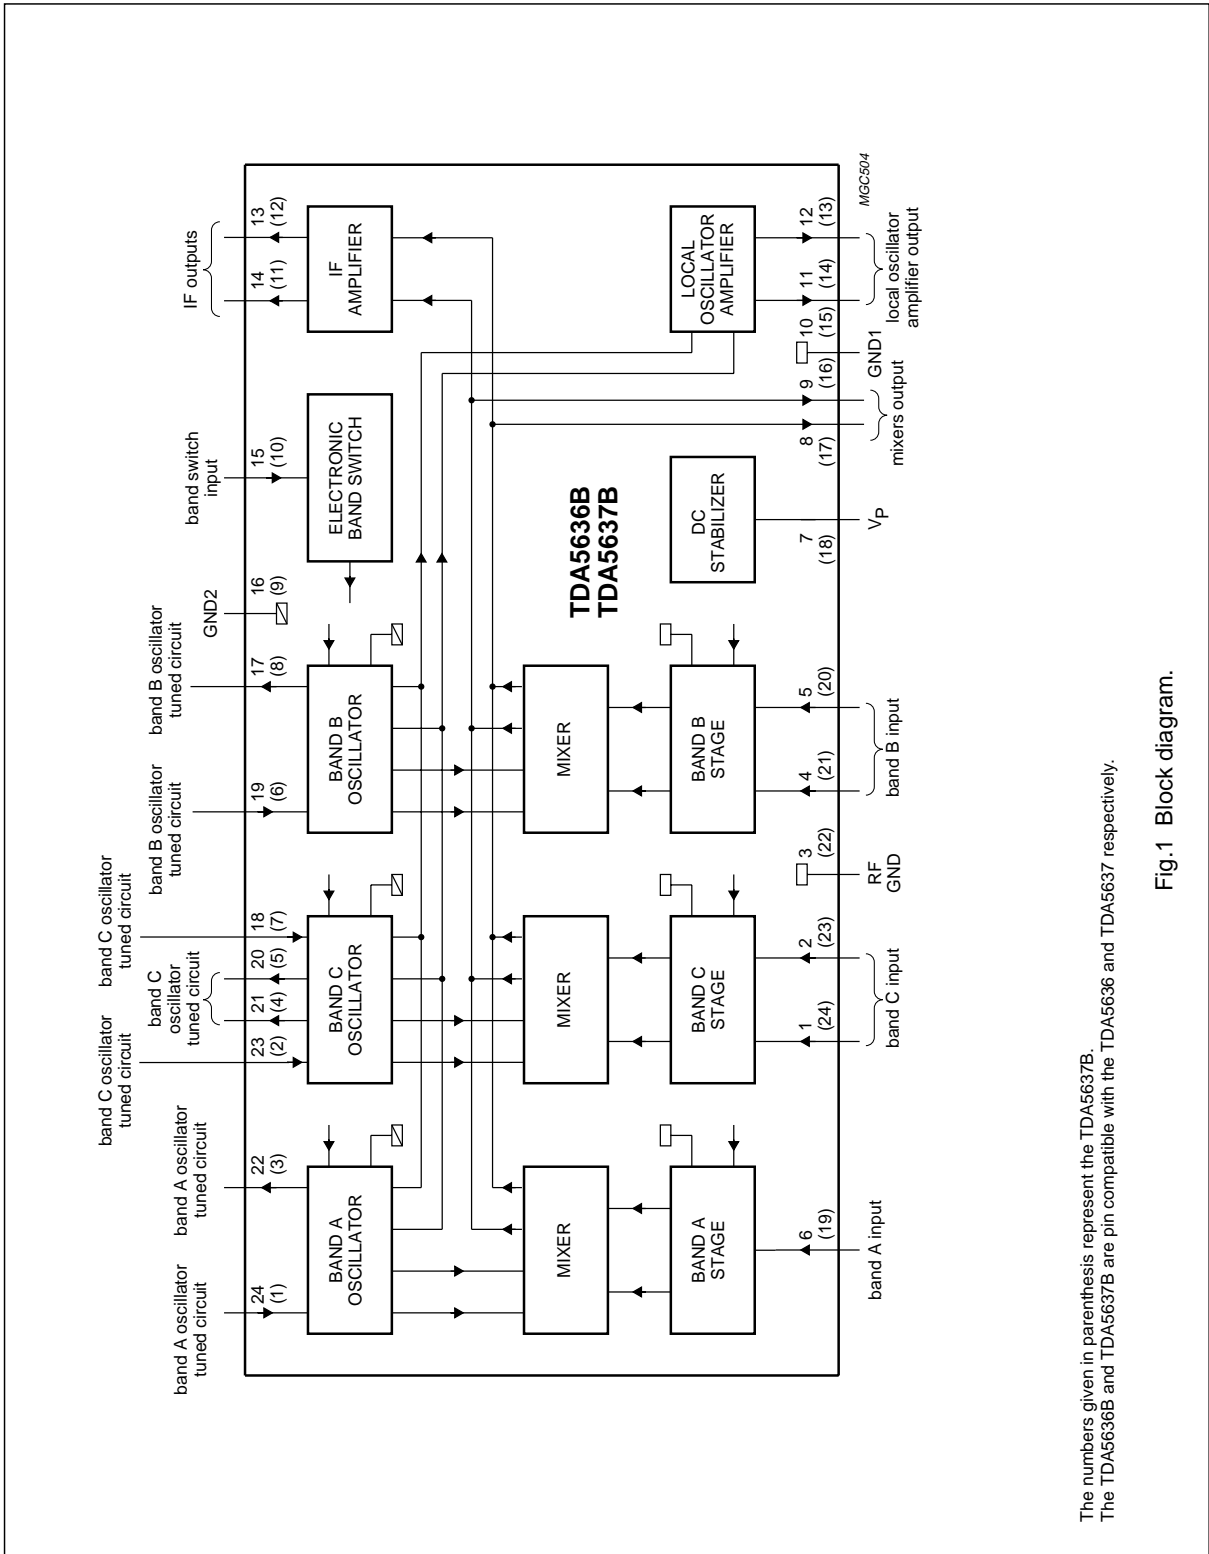 band A oscillator
tuned circuit
band A oscillator
tuned circuit
band C oscillator
tuned circuit
band C
oscillator
tuned circuit
band C oscillator
tuned circuit
band B oscillator
tuned circuit
band B oscillator
tuned circuit
GND2
band switch
input
IF outputs
24
(1)
22
(3)
23
(2)
21
(4)
20
(5)
18
(7)
19
(6)
17
(8)
16
(9)
15
(10)
14
(11)
13
(12)
BAND A
OSCILLATOR
BAND C
OSCILLATOR
BAND B
OSCILLATOR
ELECTRONIC
BAND SWITCH
IF
AMPLIFIER
MIXER
MIXER
MIXER
TDA5636B
TDA5637B
BAND A
STAGE
BAND C
STAGE
BAND B
STAGE
DC
STABILIZER
LOCAL
OSCILLATOR
AMPLIFIER
6
(19)
1
(24)
2
(23)
3
(22)
4
(21)
5
(20)
7
(18)
8
(17)
9
(16)
10
(15)
11
(14)
12
(13)
band A input
band C input
RF
GND
band B input
VP
mixers output
GND1
local oscillator
amplifier output
MGC504
The numbers given in parenthesis represent the TDA5637B.
The TDA5636B and TDA5637B are pin compatible with the TDA5636 and TDA5637 respectively.
Fig.1 Block diagram.